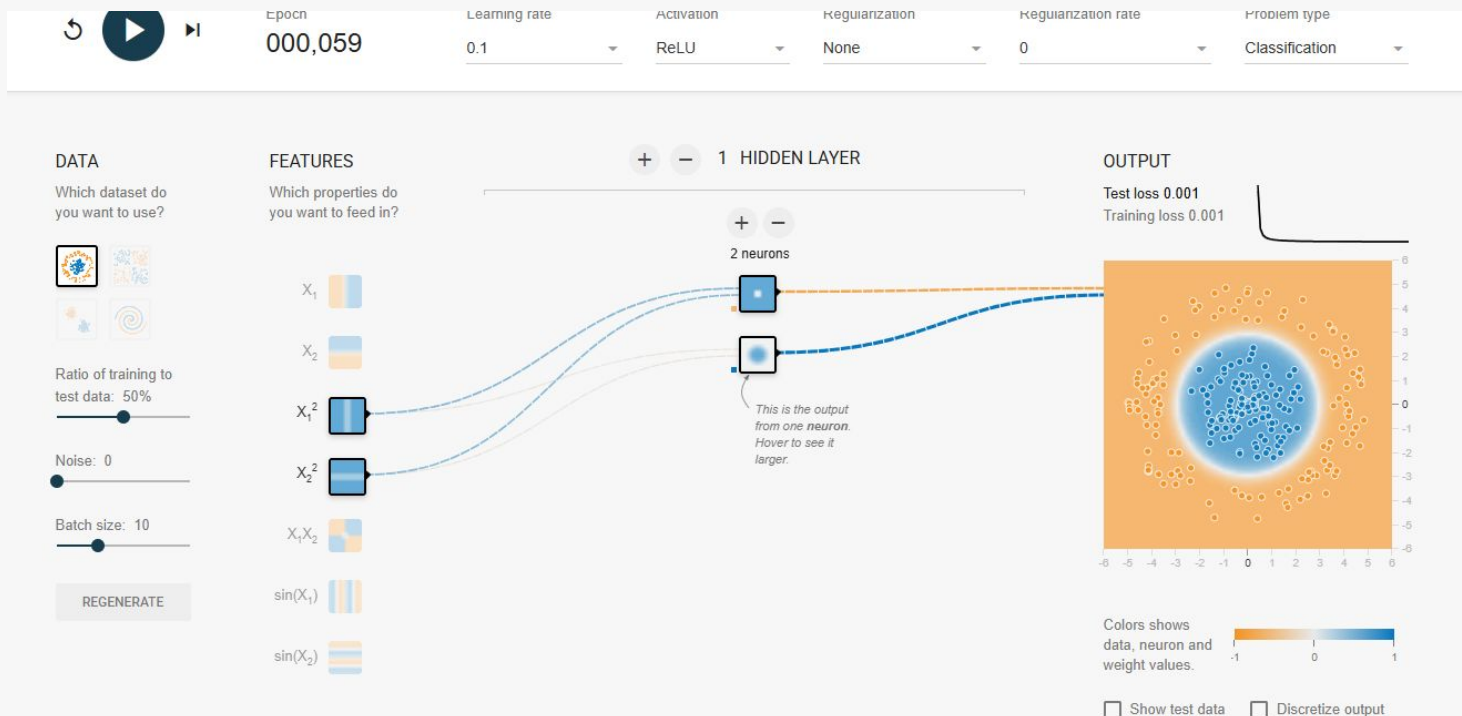 Epoch
Learning rate
Activation
Regularization
Regularization rate
Problem type
000,059
0.1
ReLU
None
0
Classification
DATA
Which dataset do
you want to use?
Ratio of training to
test data: 50%
Noise: 0
Batch size: 10
REGENERATE
FEATURES
Which properties do
you want to feed in?
X₁
X₂
X₁²
X₂²
X₁X₂
sin(X₁)
sin(X₂)
+ − 1 HIDDEN LAYER
+ −
2 neurons
This is the output
from one neuron.
Hover to see it
larger.
OUTPUT
Test loss 0.001
Training loss 0.001
6
5
4
3
2
1
0
-1
-2
-3
-4
-5
-6
-6 -5 -4 -3 -2 -1 0 1 2 3 4 5 6
Colors shows
data, neuron and
weight values.
-1 0 1
Show test data
Discretize output